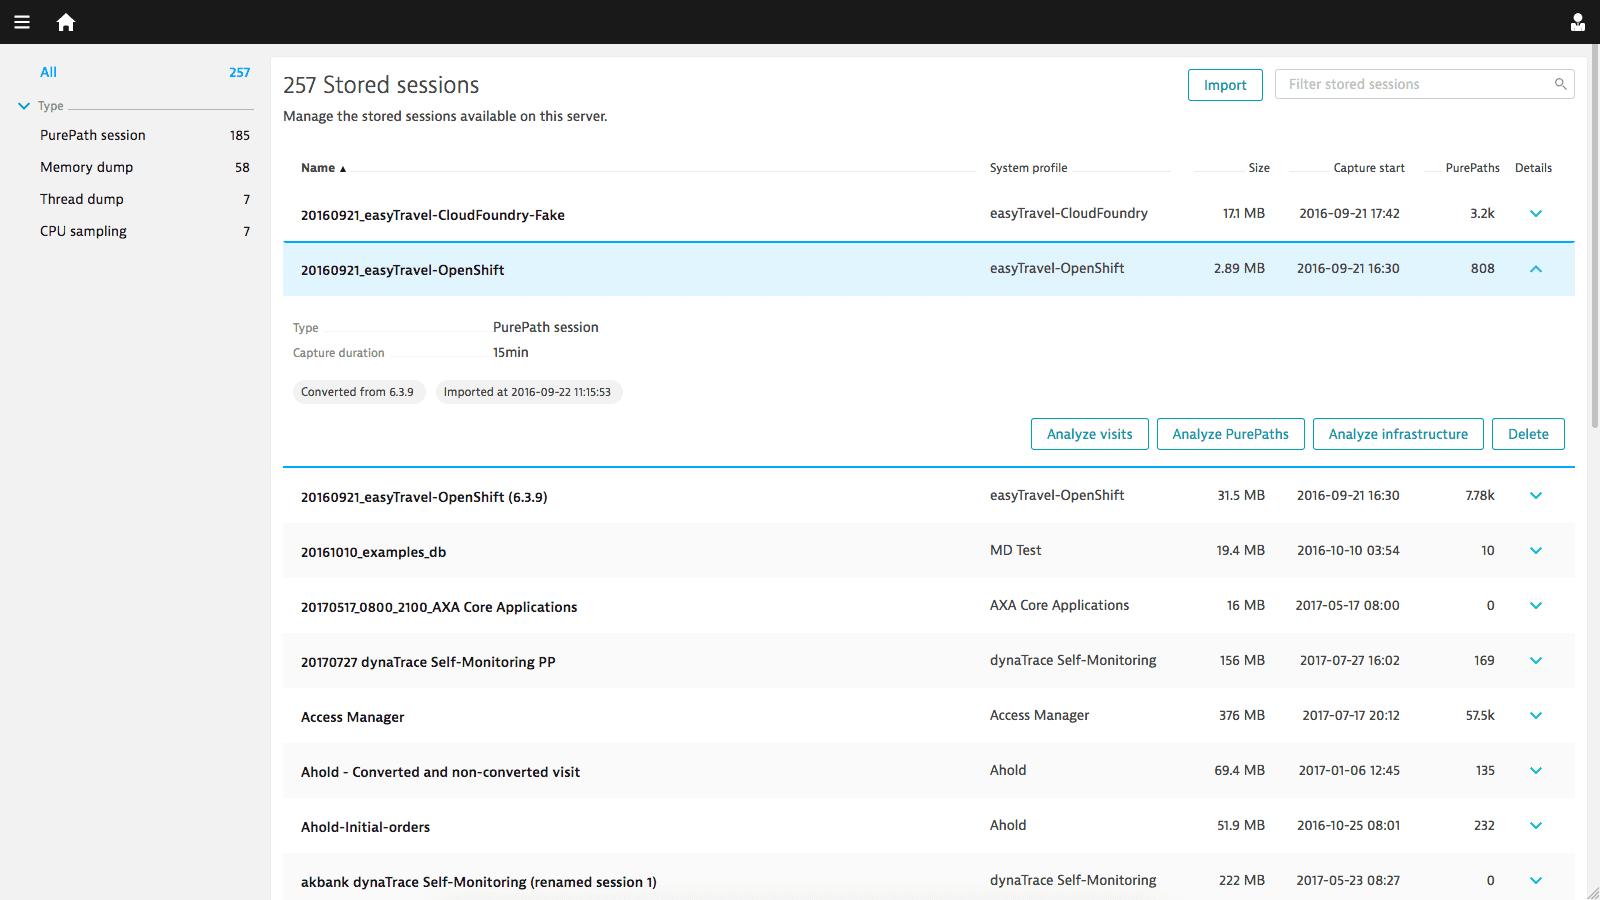 All 257
Type
PurePath session 185
Memory dump 58
Thread dump 7
CPU sampling 7
257 Stored sessions
Import
Filter stored sessions
Manage the stored sessions available on this server.
Name ▲ System profile Size Capture start PurePaths Details
20160921_easyTravel-CloudFoundry-Fake easyTravel-CloudFoundry 17.1 MB 2016-09-21 17:42 3.2k
20160921_easyTravel-OpenShift easyTravel-OpenShift 2.89 MB 2016-09-21 16:30 808
Type PurePath session
Capture duration 15min
Converted from 6.3.9 Imported at 2016-09-22 11:15:53
Analyze visits Analyze PurePaths Analyze infrastructure Delete
20160921_easyTravel-OpenShift (6.3.9) easyTravel-OpenShift 31.5 MB 2016-09-21 16:30 7.78k
20161010_examples_db MD Test 19.4 MB 2016-10-10 03:54 10
20170517_0800_2100_AXA Core Applications AXA Core Applications 16 MB 2017-05-17 08:00 0
20170727 dynaTrace Self-Monitoring PP dynaTrace Self-Monitoring 156 MB 2017-07-27 16:02 169
Access Manager Access Manager 376 MB 2017-07-17 20:12 57.5k
Ahold - Converted and non-converted visit Ahold 69.4 MB 2017-01-06 12:45 135
Ahold-Initial-orders Ahold 51.9 MB 2016-10-25 08:01 232
akbank dynaTrace Self-Monitoring (renamed session 1) dynaTrace Self-Monitoring 222 MB 2017-05-23 08:27 0